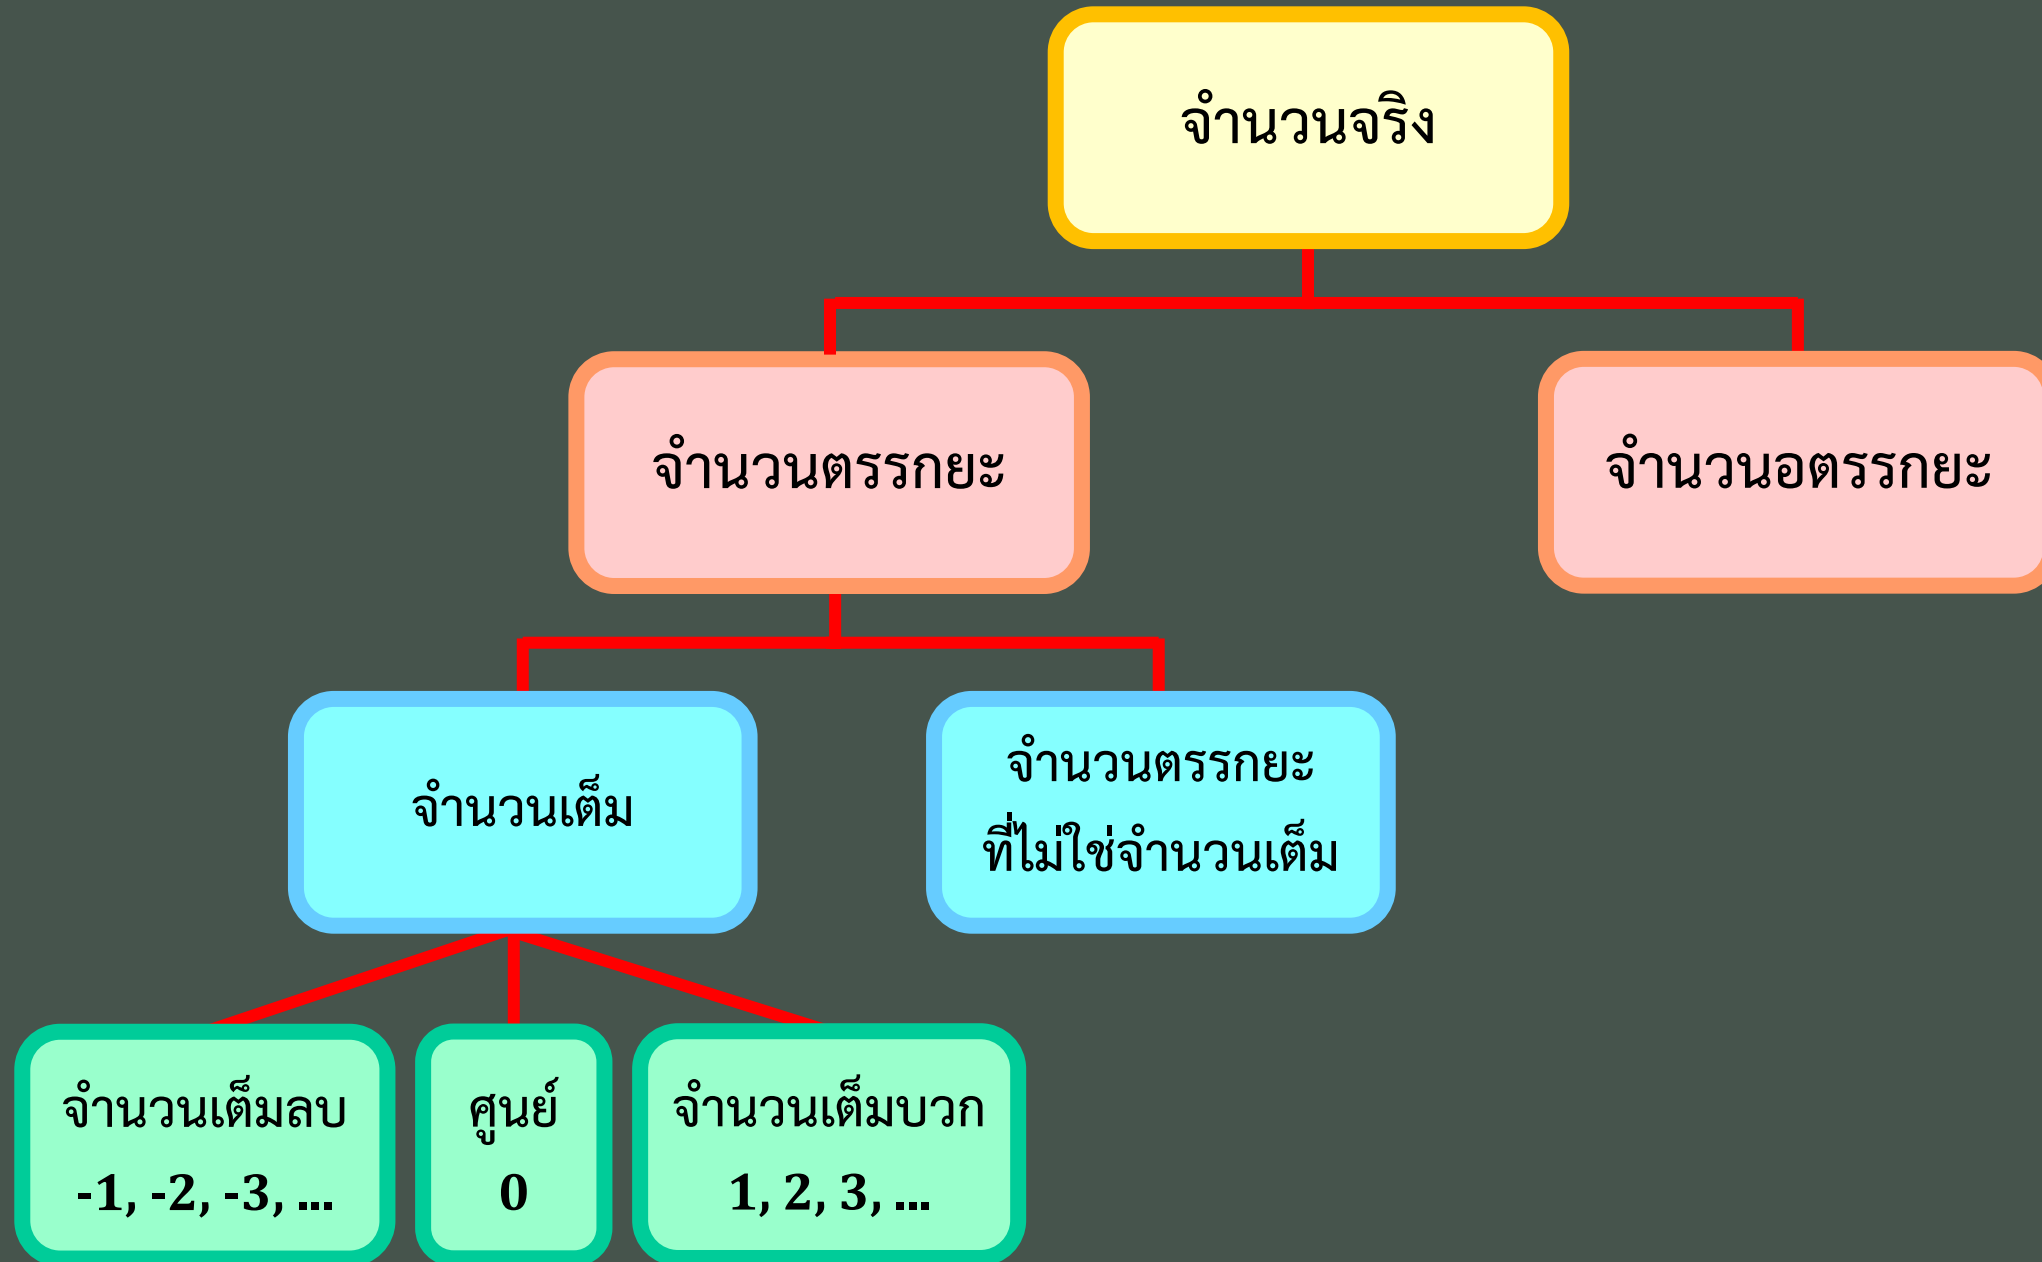 จำนวนจริง
จำนวนตรรกยะ
จำนวนอตรรกยะ
จำนวนเต็ม
จำนวนตรรกยะ
ที่ไม่ใช่จำนวนเต็ม
จำนวนเต็มลบ
-1, -2, -3, ...
ศูนย์
0
จำนวนเต็มบวก
1, 2, 3, ...